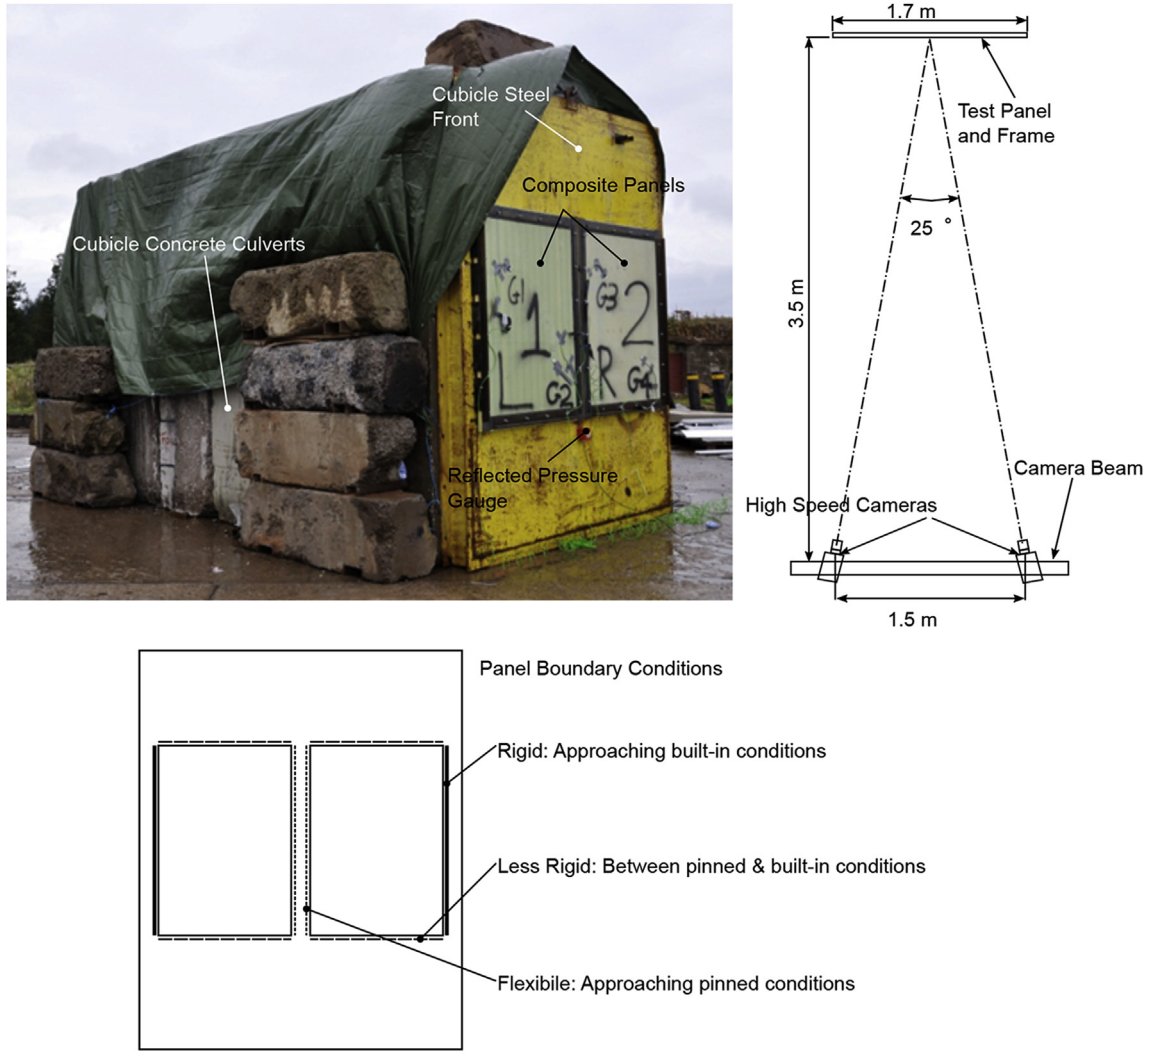 Cubicle Steel
Front
Composite Panels
Cubicle Concrete Culverts
G1
1
G3
2
L
G2
R
G4
Reflected Pressure
Gauge
1.7 m
Test Panel
and Frame
25 °
3.5 m
Camera Beam
High Speed Cameras
1.5 m
Panel Boundary Conditions
Rigid: Approaching built-in conditions
Less Rigid: Between pinned & built-in conditions
Flexibile: Approaching pinned conditions